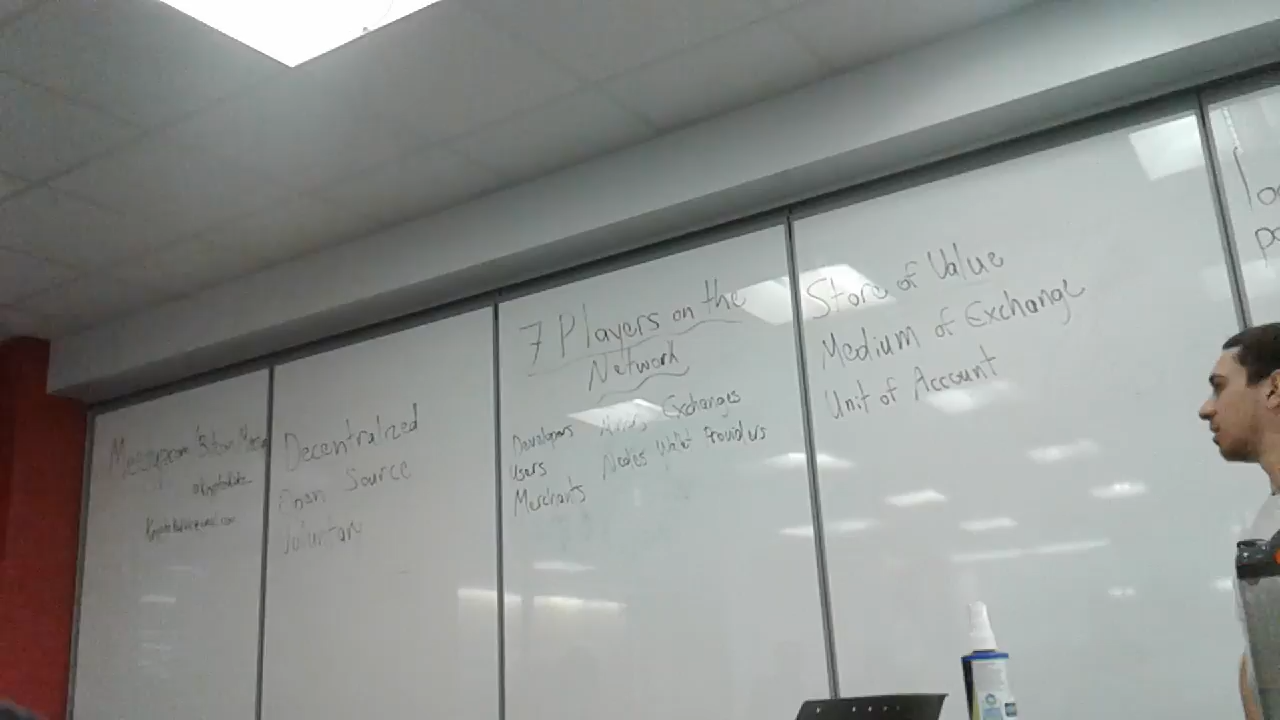 Decentralized
Open Source
Voluntary
7 Players on the
Network
Developers Miners Exchanges
Users Nodes Wallet Providers
Merchants
Store of Value
Medium of Exchange
Unit of Account